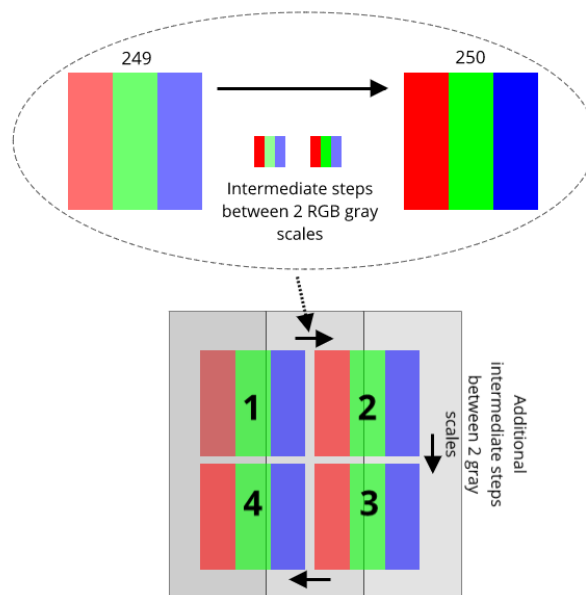 249
250
Intermediate steps
between 2 RGB gray
scales
1
2
4
3
Additional
intermediate steps
between 2 gray
scales